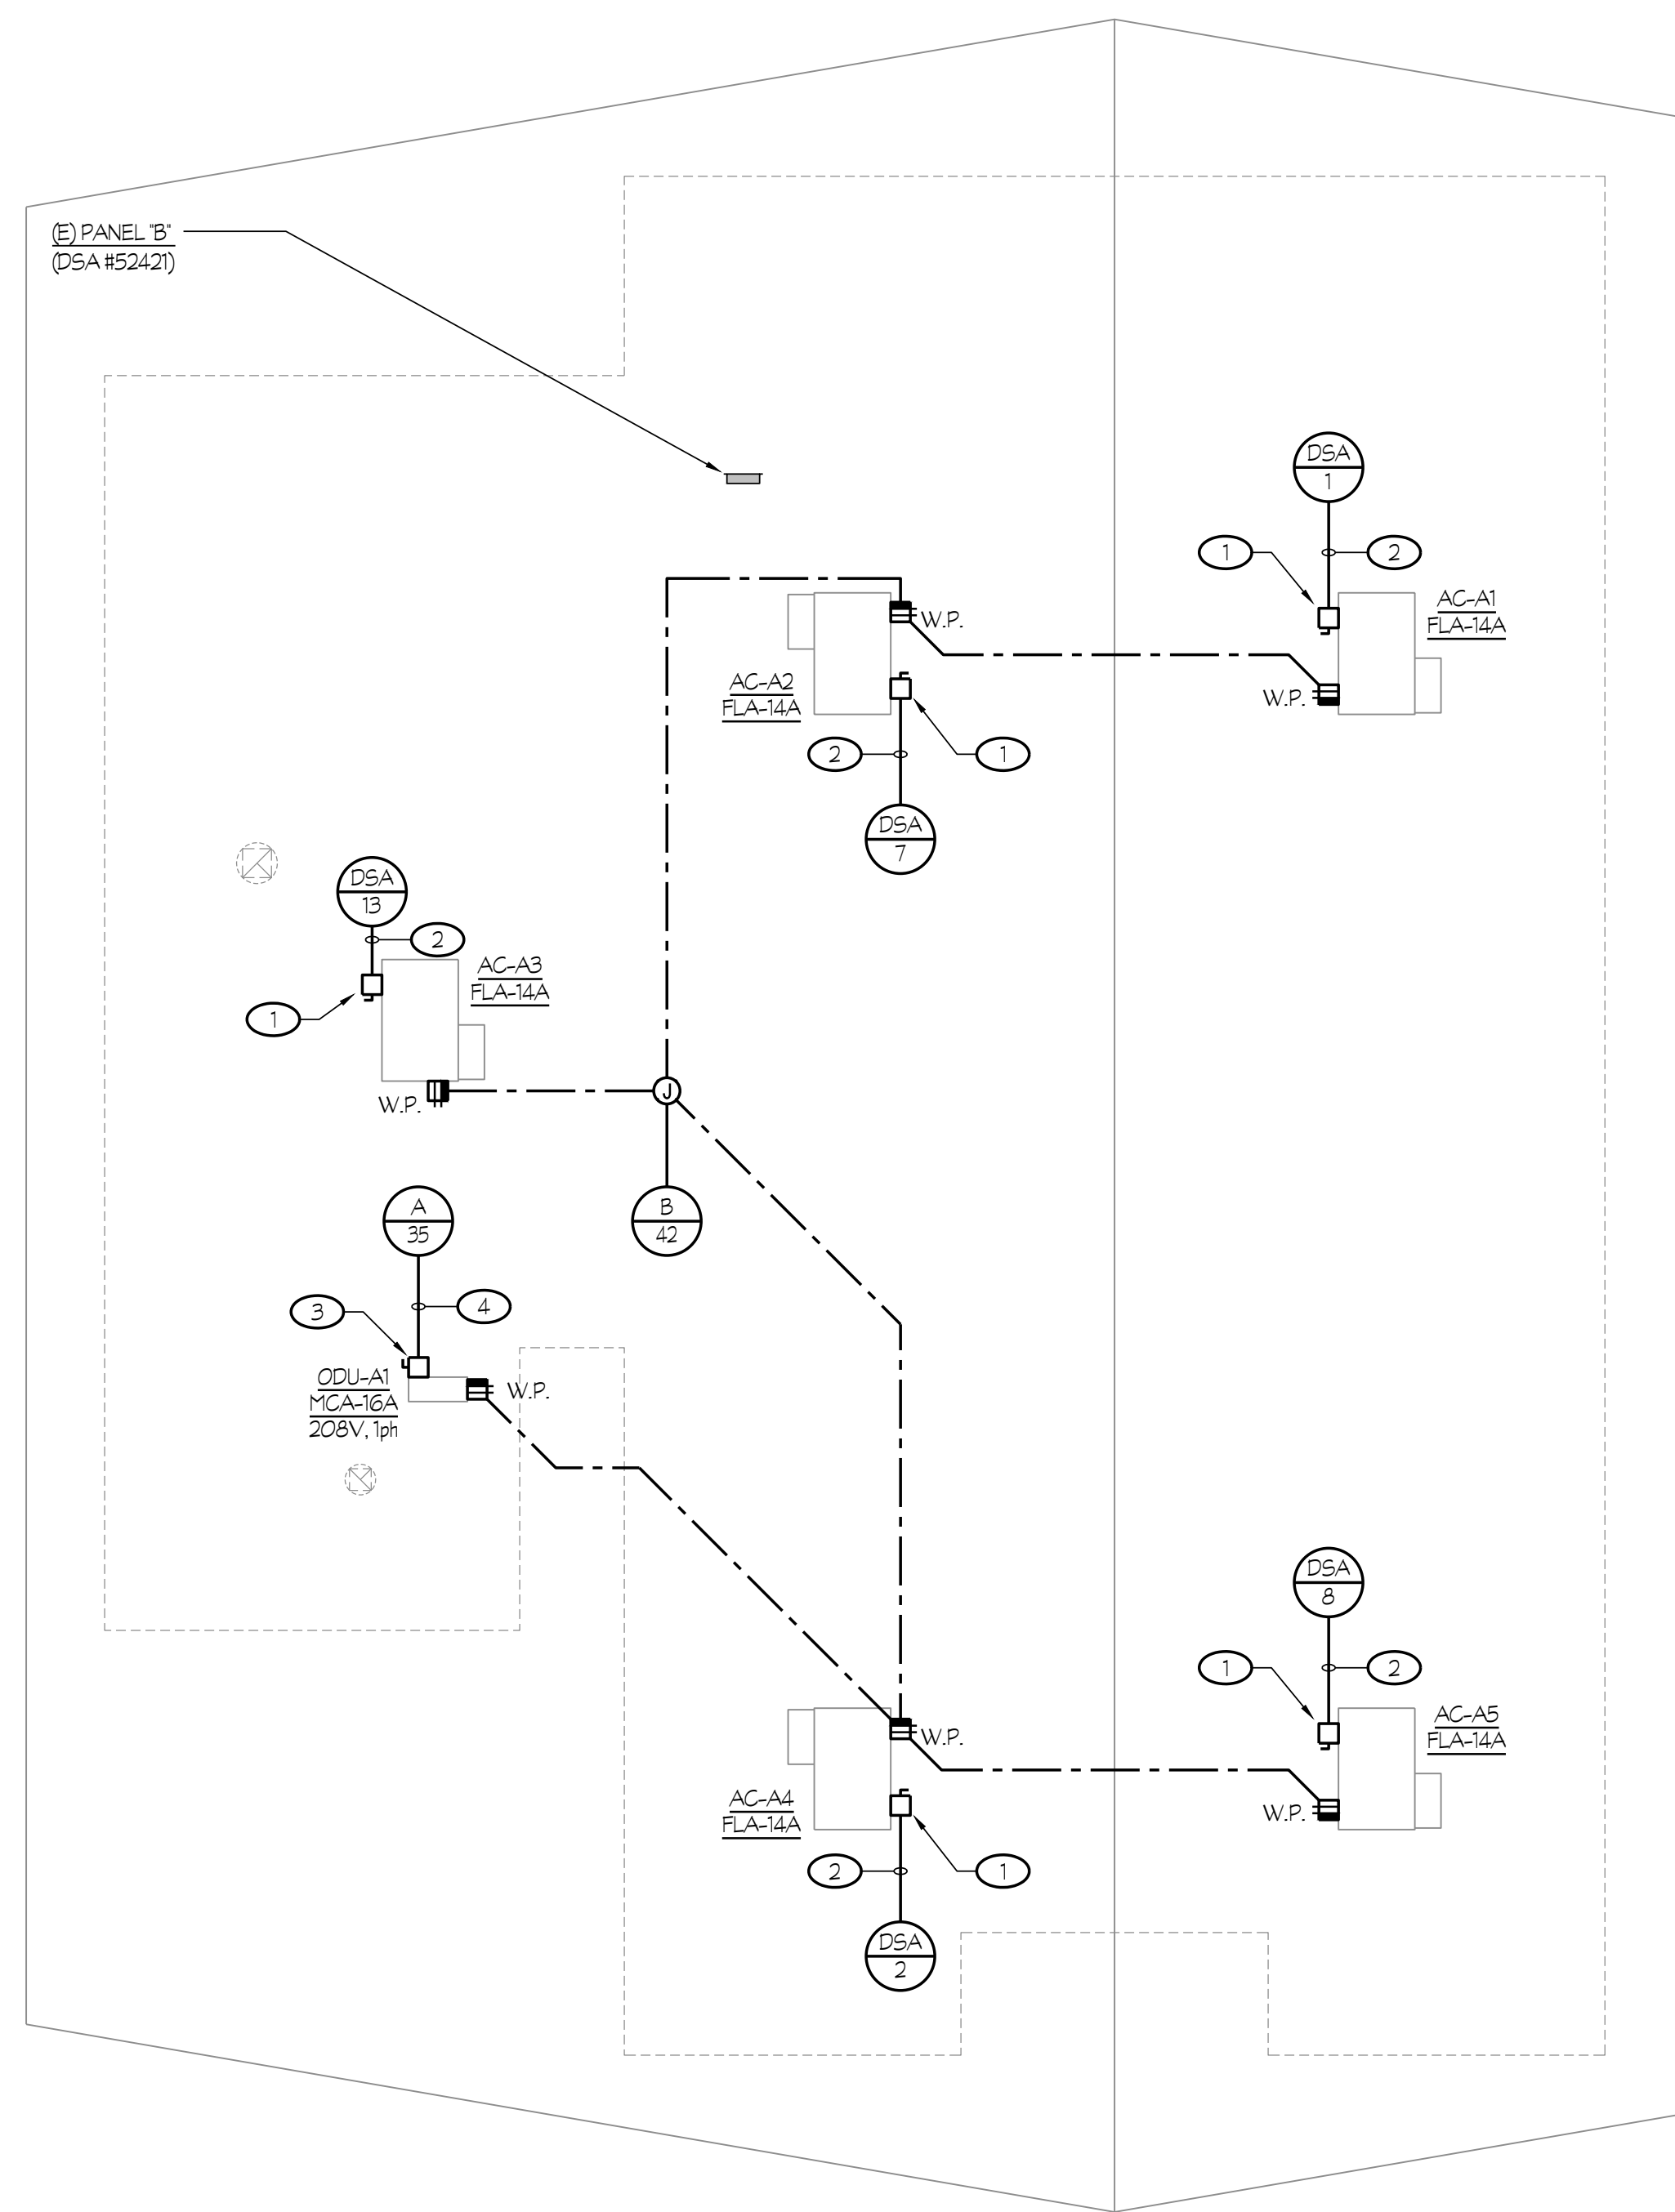 (E) PANEL "B"
(DSA #52421)
DSA
1
1
2
AC-A1
FLA-14A
W.P.
W.P.
AC-A2
FLA-14A
2
1
DSA
7
DSA
13
2
AC-A3
FLA-14A
1
W.P.
J
A
35
B
42
3
4
ODU-A1
MCA-16A
208V, 1ph
W.P.
DSA
8
1
2
AC-A5
FLA-14A
W.P.
W.P.
AC-A4
FLA-14A
2
1
DSA
2